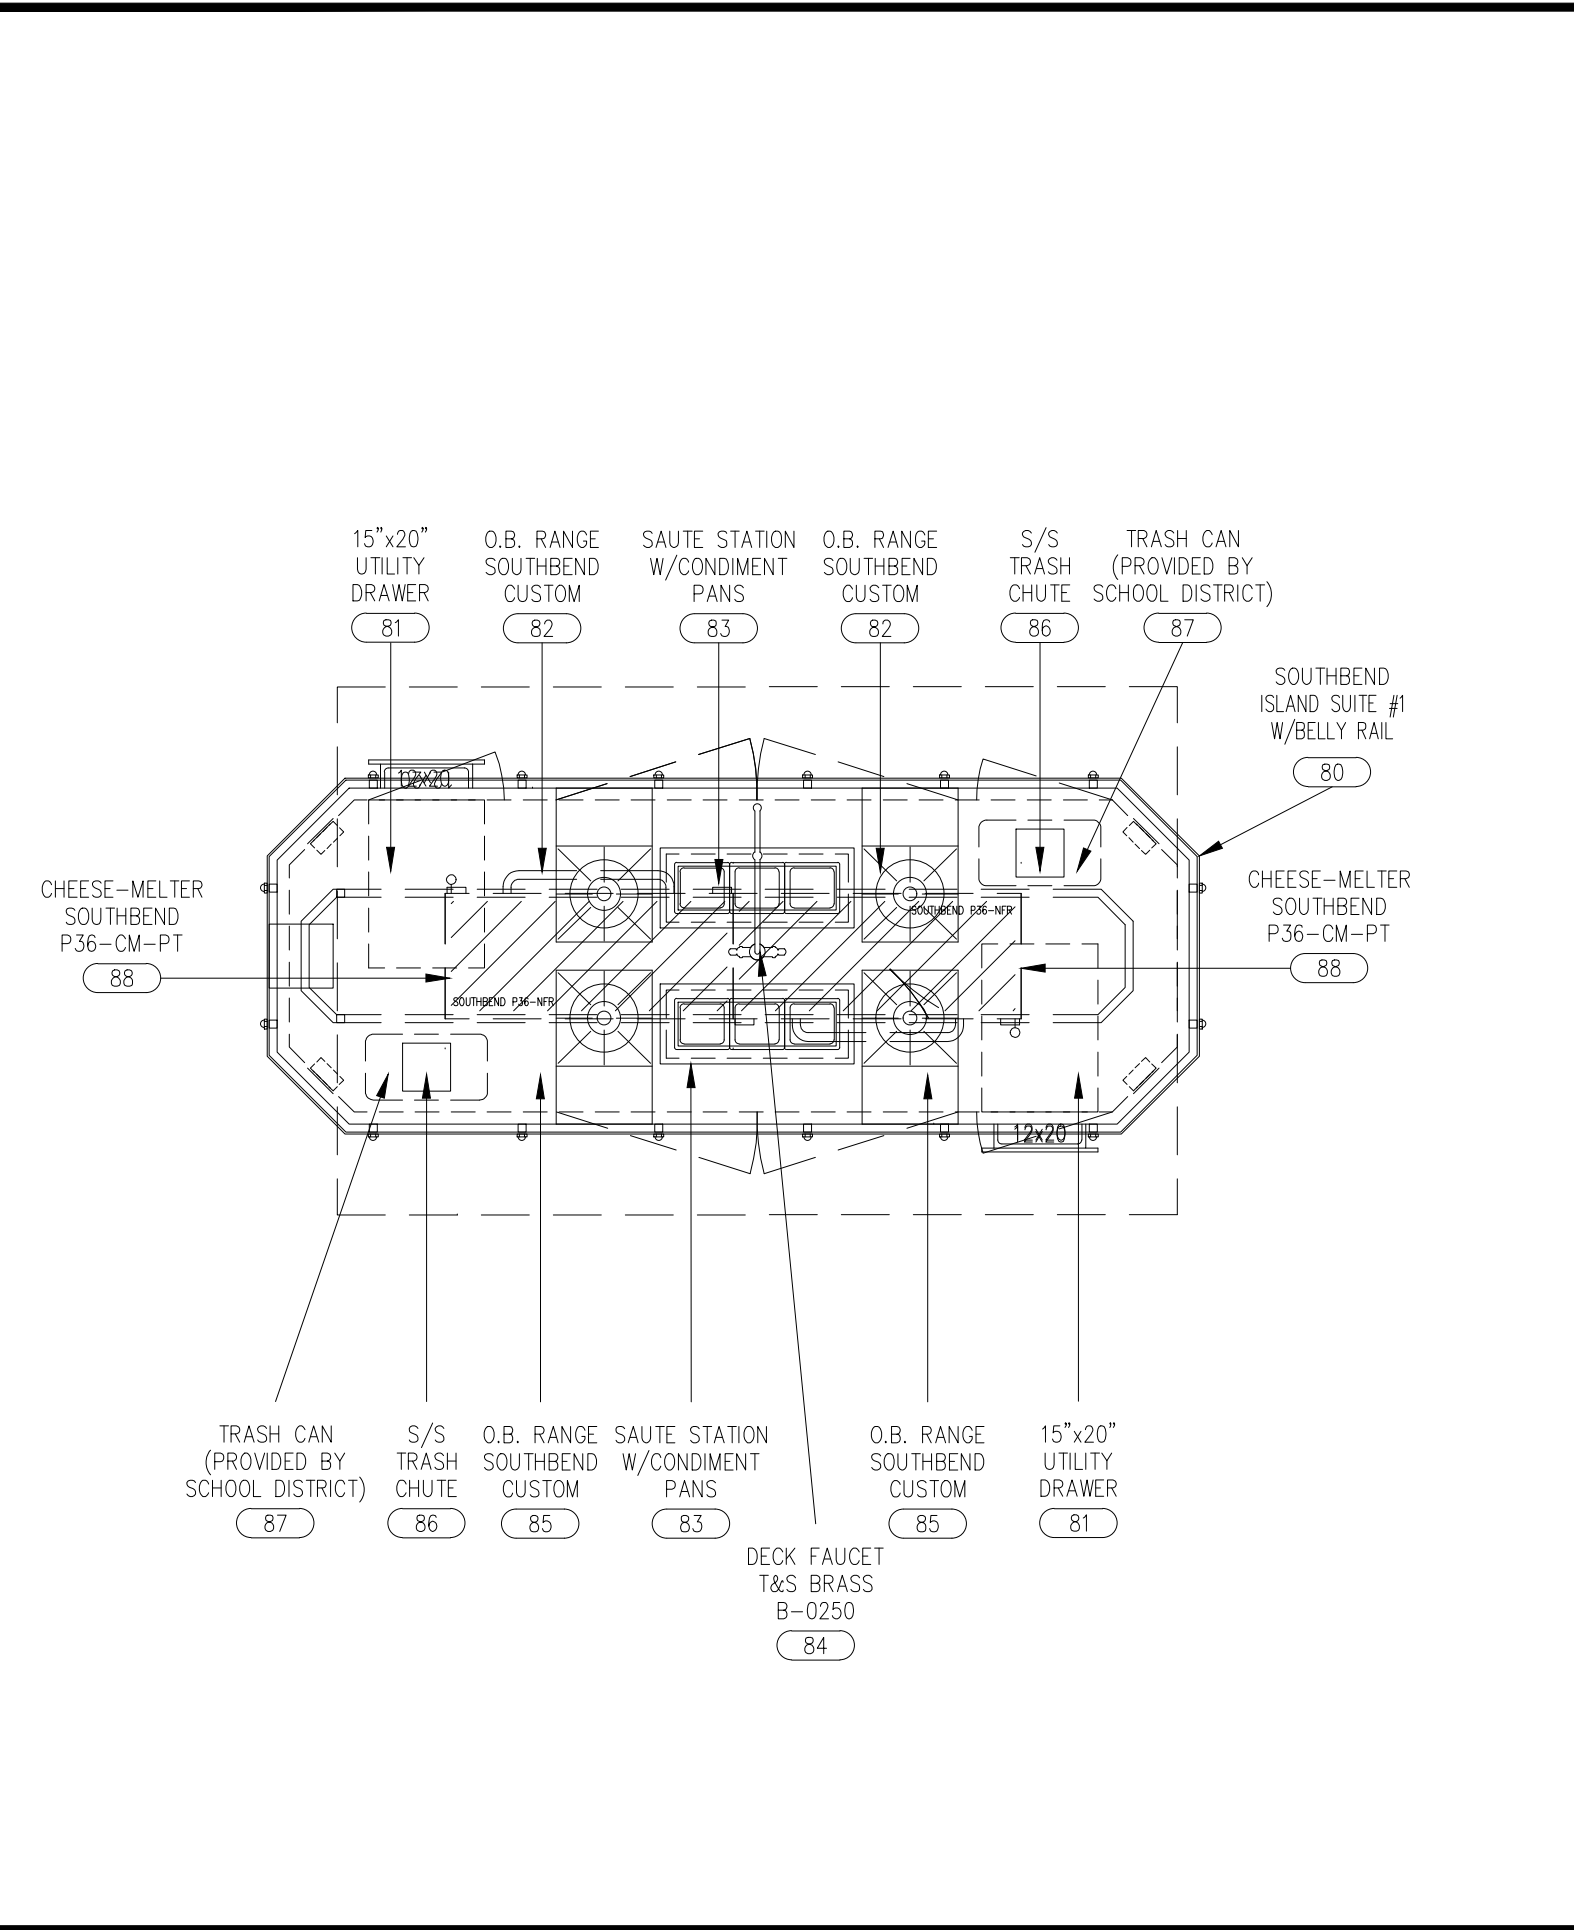 15"x20"
UTILITY
DRAWER
81
O.B. RANGE
SOUTHBEND
CUSTOM
82
SAUTE STATION
W/CONDIMENT
PANS
83
O.B. RANGE
SOUTHBEND
CUSTOM
82
S/S
TRASH
CHUTE
86
TRASH CAN
(PROVIDED BY
SCHOOL DISTRICT)
87
SOUTHBEND
ISLAND SUITE #1
W/BELLY RAIL
80
12x20
CHEESE-MELTER
SOUTHBEND
P36-CM-PT
88
SOUTHBEND P36-NFR
CHEESE-MELTER
SOUTHBEND
P36-CM-PT
88
SOUTHBEND P36-NFR
12x20
TRASH CAN
(PROVIDED BY
SCHOOL DISTRICT)
87
S/S
TRASH
CHUTE
86
O.B. RANGE
SOUTHBEND
CUSTOM
85
SAUTE STATION
W/CONDIMENT
PANS
83
O.B. RANGE
SOUTHBEND
CUSTOM
85
15"x20"
UTILITY
DRAWER
81
DECK FAUCET
T&S BRASS
B-0250
84